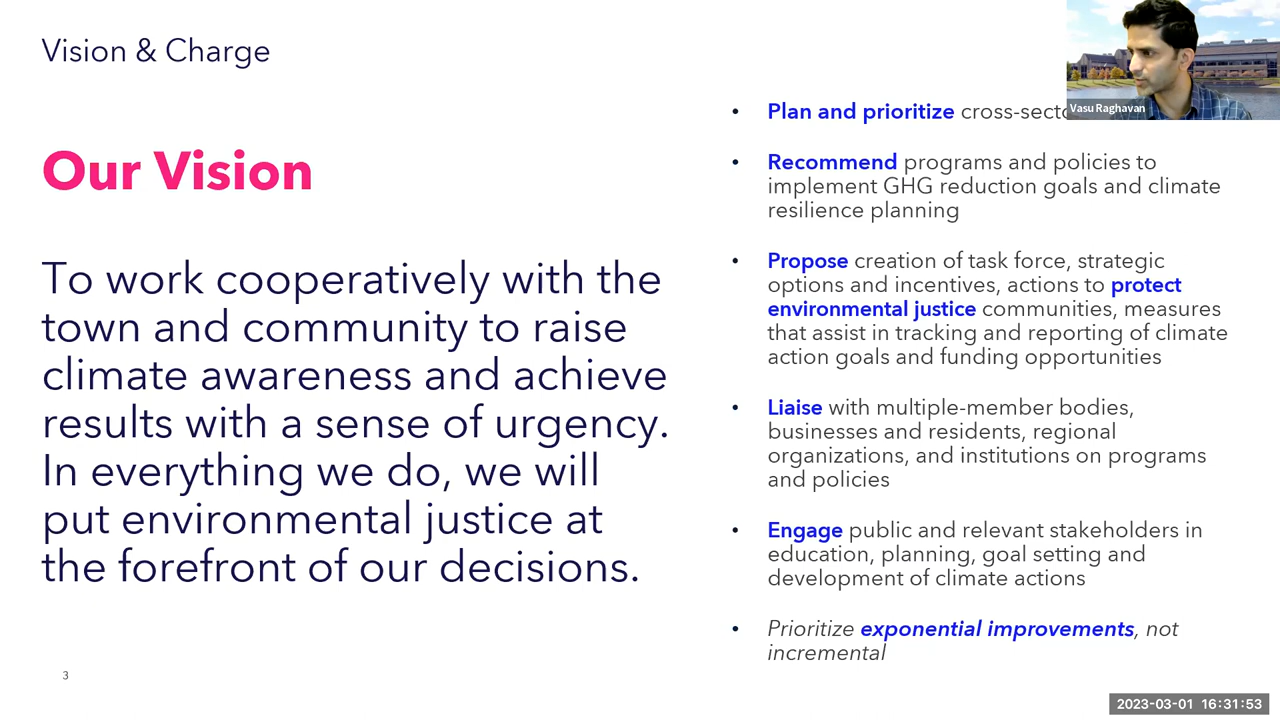 Vision & Charge
Our Vision
To work cooperatively with the
town and community to raise
climate awareness and achieve
results with a sense of urgency.
In everything we do, we will
put environmental justice at
the forefront of our decisions.
3
• Plan and prioritize
• Recommend programs and policies to
implement GHG reduction goals and climate
resilience planning
• Propose creation of task force, strategic
options and incentives, actions to protect
environmental justice communities, measures
that assist in tracking and reporting of climate
action goals and funding opportunities
• Liaise with multiple-member bodies,
businesses and residents, regional
organizations, and institutions on programs
and policies
• Engage public and relevant stakeholders in
education, planning, goal setting and
development of climate actions
• Prioritize exponential improvements, not
incremental
Vasu Raghavan
2023-03-01 16:31:53